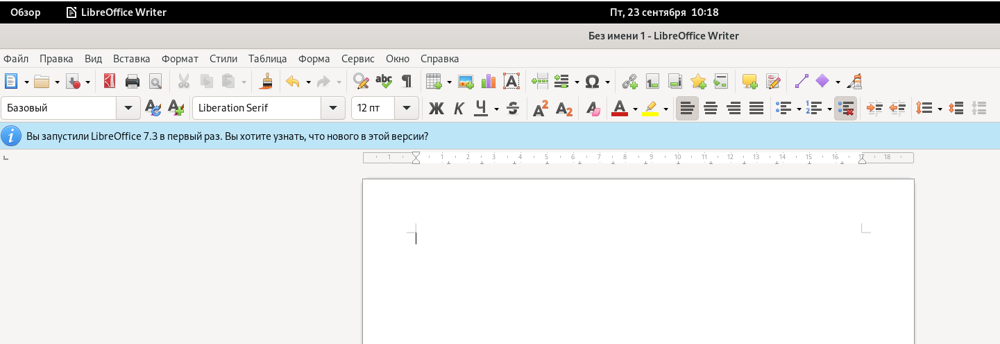 Обзор LibreOffice Writer Пт, 23 сентября 10:18
Без имени 1 - LibreOffice Writer
Файл Правка Вид Вставка Формат Стили Таблица Форма Сервис Окно Справка
abc ¶ A Ω
Базовый Liberation Serif 12 пт Ж К Ч S A2 A2 A A
Вы запустили LibreOffice 7.3 в первый раз. Вы хотите узнать, что нового в этой версии?
1 1 2 3 4 5 6 7 8 9 10 11 12 13 14 15 16 17 18